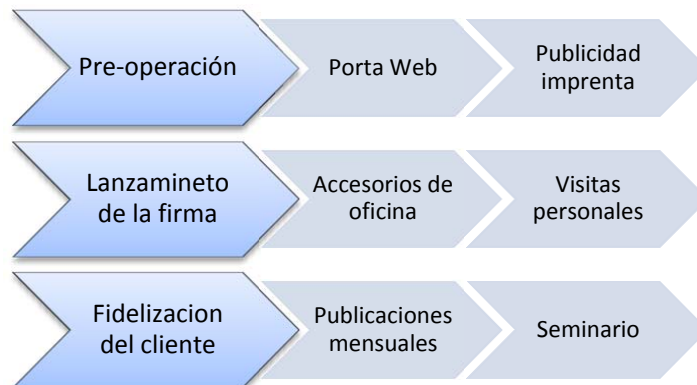 Pre-operación
Porta Web
Publicidad
imprenta
Lanzamineto
de la firma
Accesorios de
oficina
Visitas
personales
Fidelizacion
del cliente
Publicaciones
mensuales
Seminario